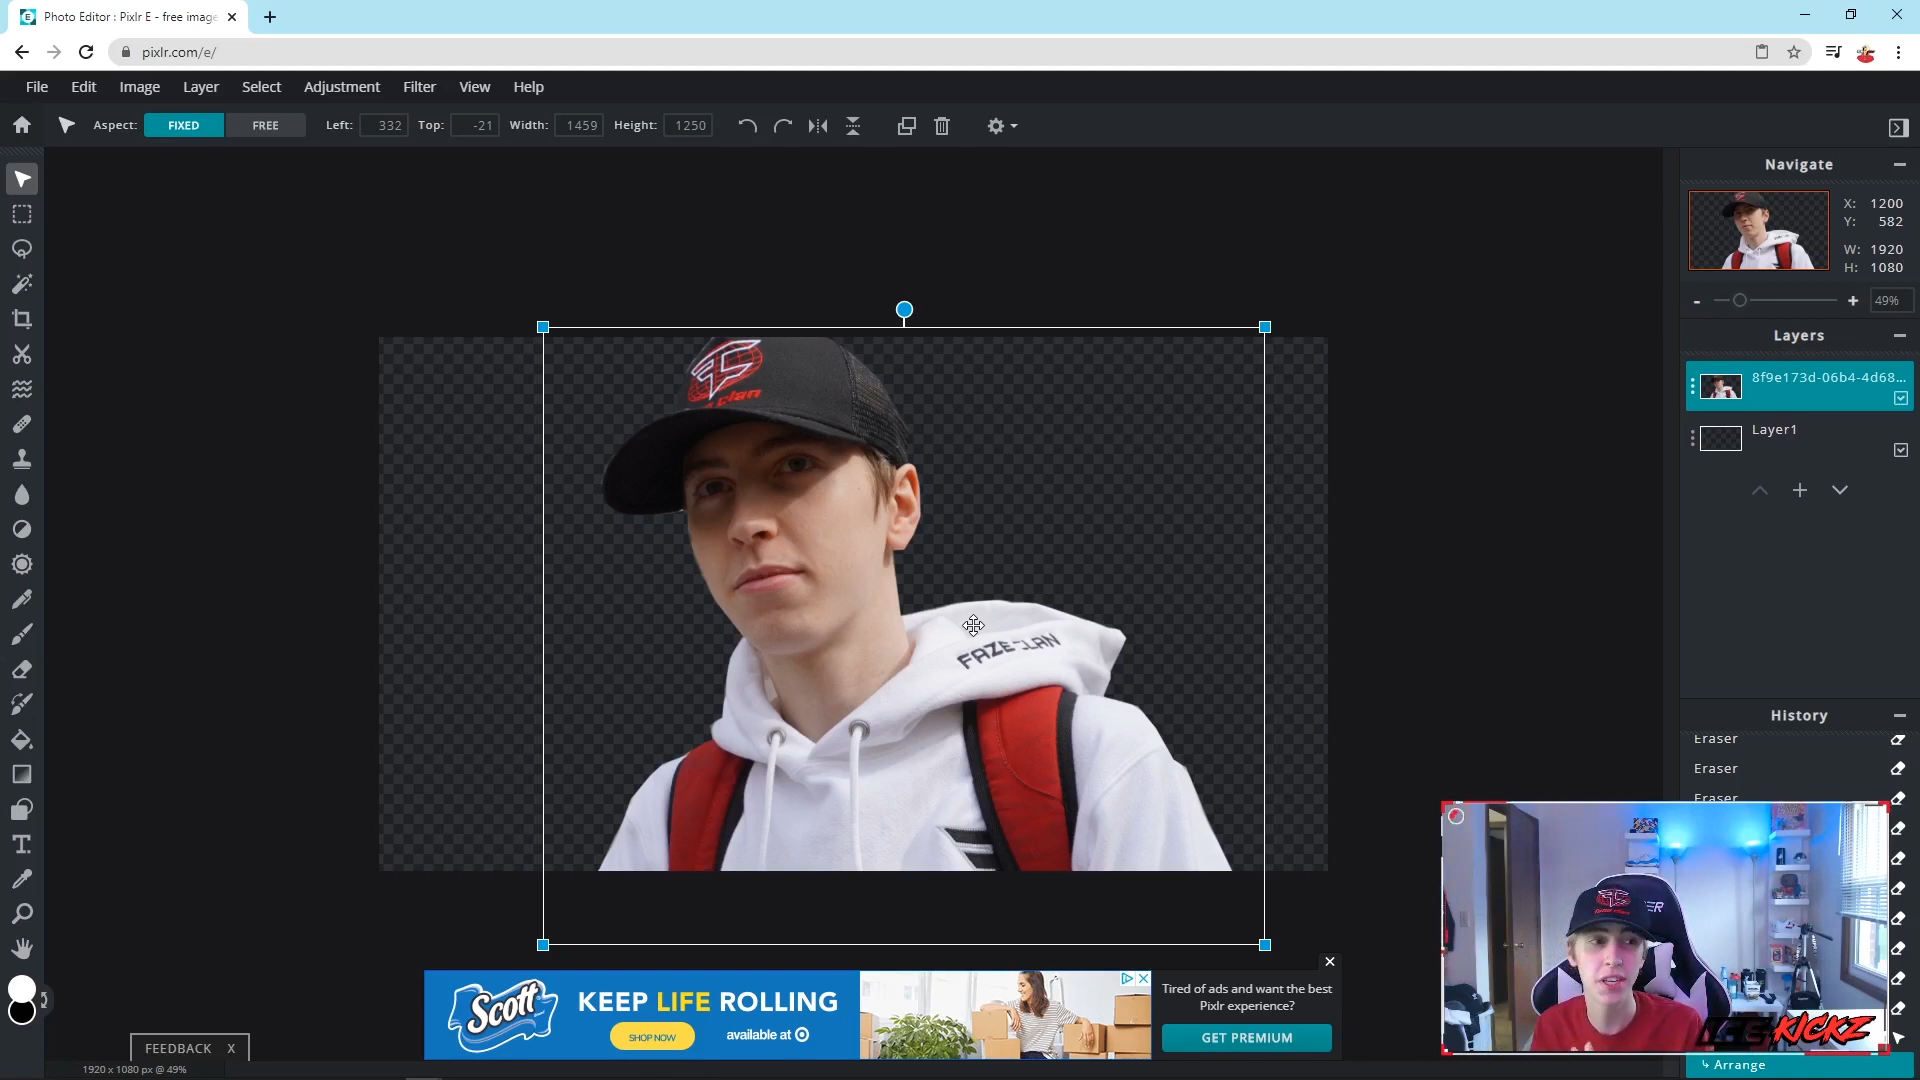 Photo Editor : Pixlr E - free image
pixlr.com/e/
File Edit Image Layer Select Adjustment Filter View Help
Aspect: FIXED FREE Left: 332 Top: -21 Width: 1459 Height: 1250
Navigate
X: 1200
Y: 582
W: 1920
H: 1080
- + 49%
Layers
8f9e173d-06b4-4d68...
Layer1
History
Eraser
Eraser
Eraser
Arrange
FAZE CLAN
Scott
KEEP LIFE ROLLING
SHOP NOW
available at
Tired of ads and want the best
Pixlr experience?
GET PREMIUM
FEEDBACK X
1920 x 1080 px @ 49%
KICKZ